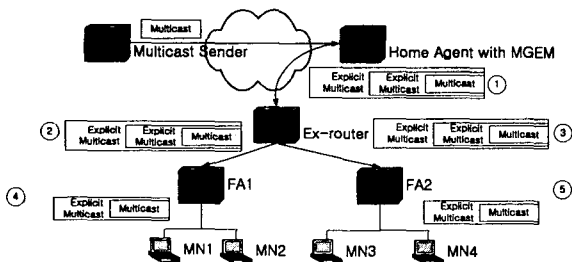 Multicast
Multicast Sender
Home Agent with MGEM
Explicit Multicast Explicit Multicast Multicast 1
2 Explicit Multicast Explicit Multicast Multicast
Ex-router
Explicit Multicast Explicit Multicast Multicast 3
4 Explicit Multicast Multicast
FA1
FA2
5
Explicit Multicast Multicast
MN1 MN2 MN3 MN4